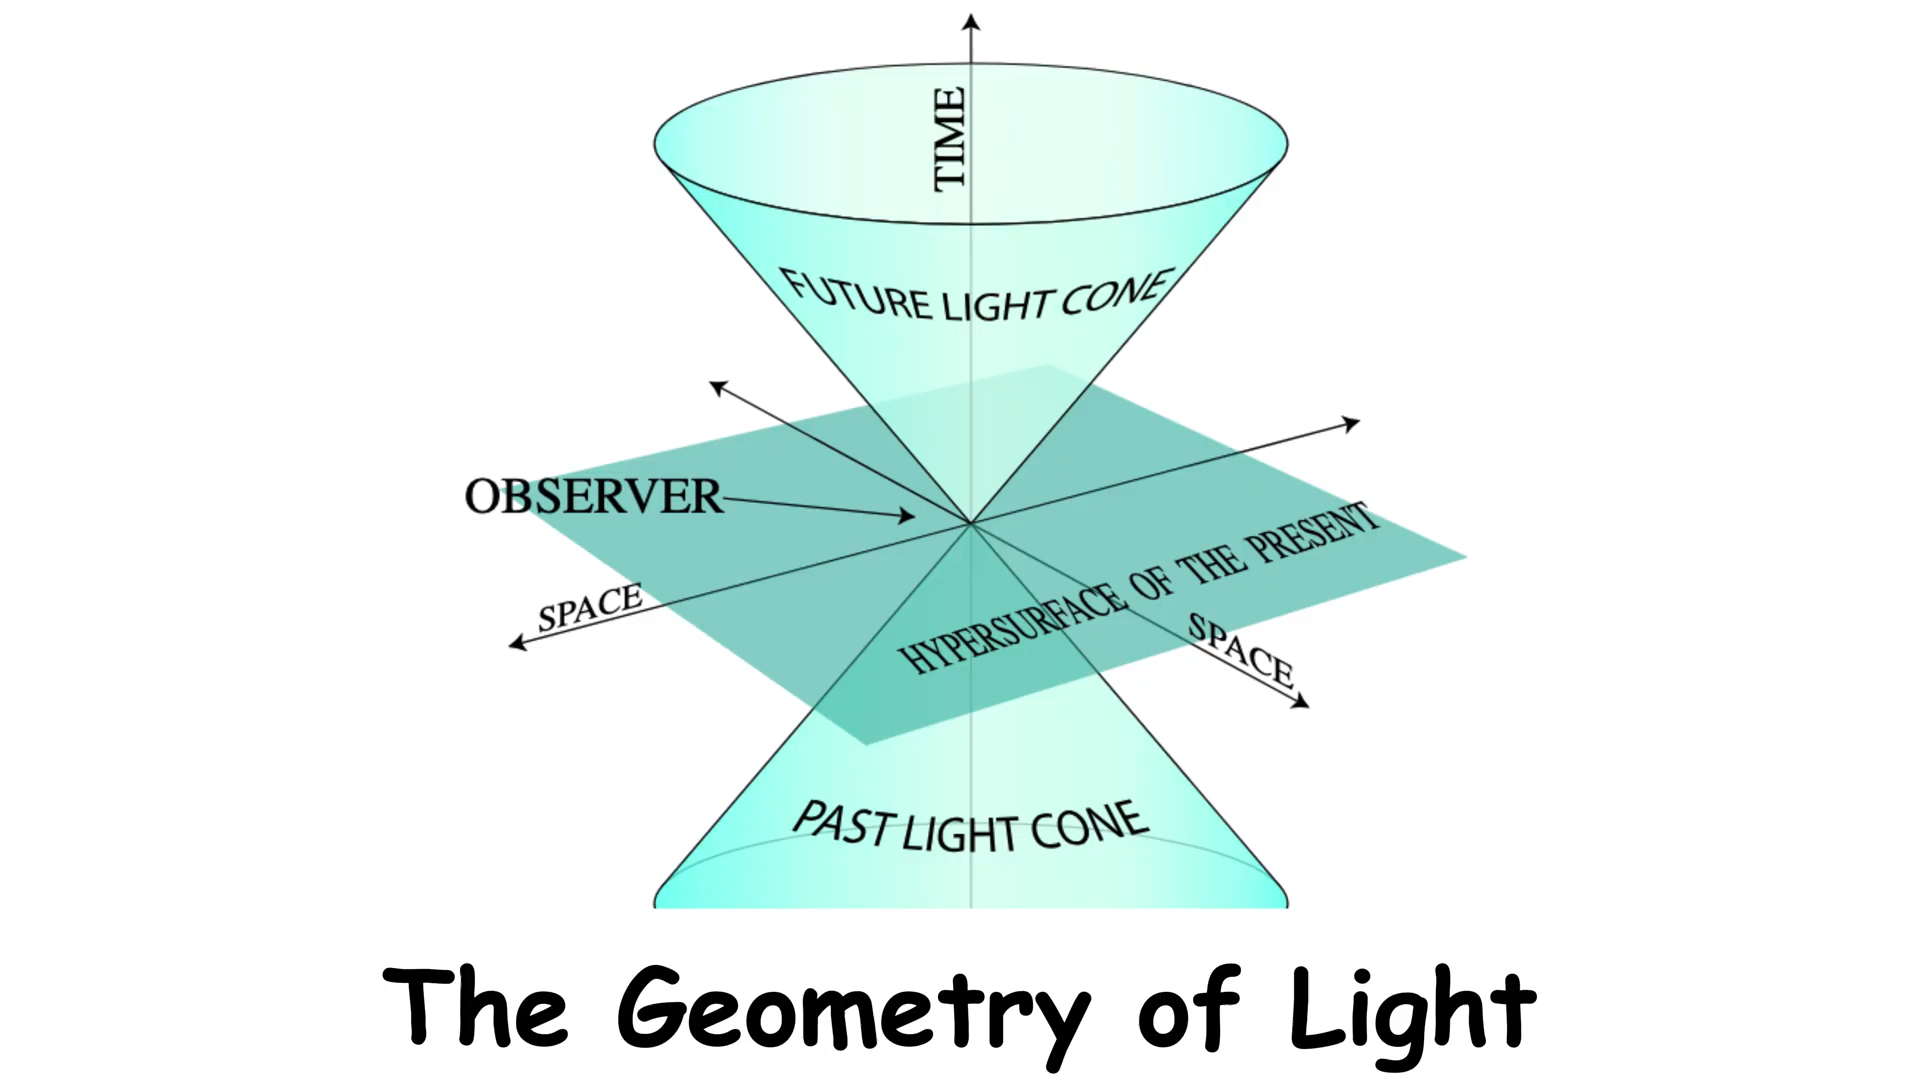 TIME
FUTURE LIGHT CONE
OBSERVER
HYPERSURFACE OF THE PRESENT
SPACE
SPACE
PAST LIGHT CONE
The Geometry of Light